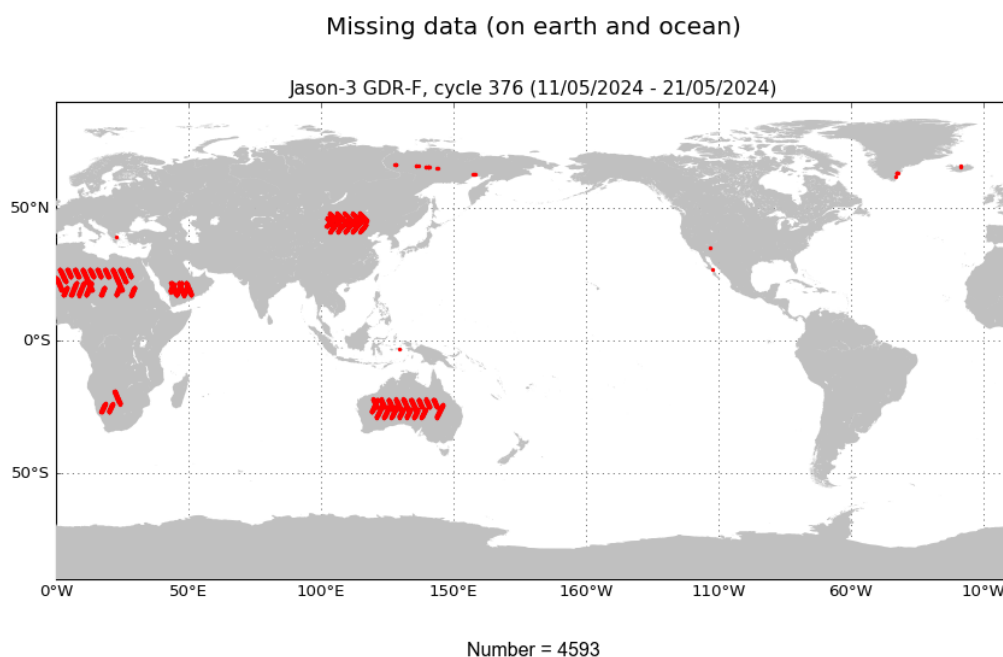 Missing data (on earth and ocean)
Jason-3 GDR-F, cycle 376 (11/05/2024 - 21/05/2024)
50°N
0°S
50°S
0°W 50°E 100°E 150°E 160°W 110°W 60°W 10°W
Number = 4593